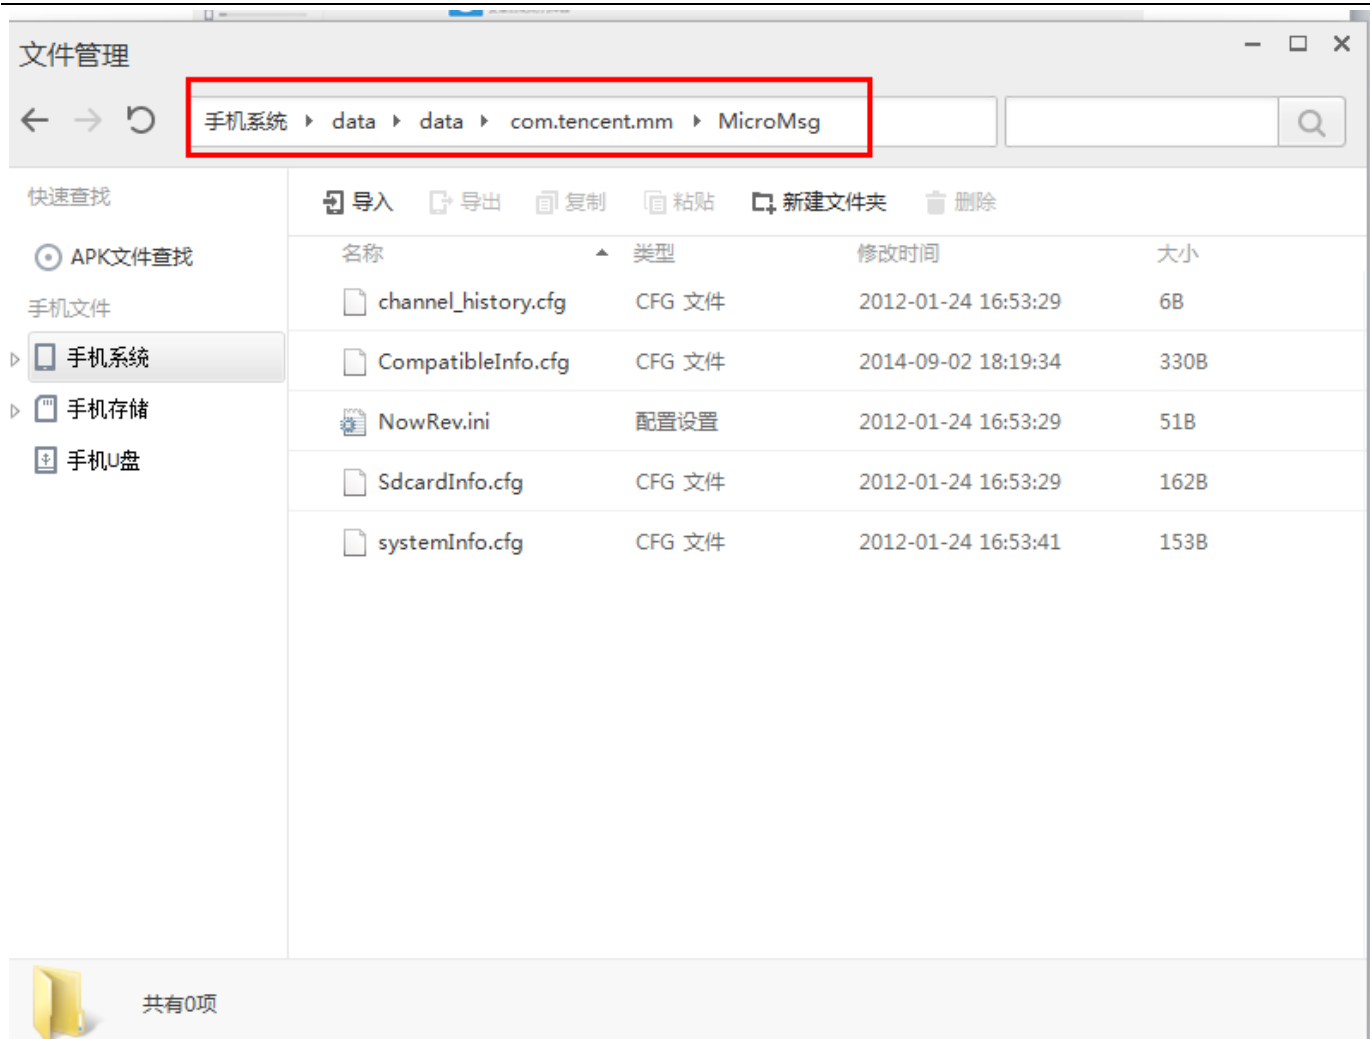 文件管理
手机系统 data data com.tencent.mm MicroMsg
快速查找
导入 导出 复制 粘贴 新建文件夹 删除
APK文件查找
名称 类型 修改时间 大小
手机文件
channel_history.cfg CFG 文件 2012-01-24 16:53:29 6B
手机系统
CompatibleInfo.cfg CFG 文件 2014-09-02 18:19:34 330B
手机存储
NowRev.ini 配置设置 2012-01-24 16:53:29 51B
手机U盘
SdcardInfo.cfg CFG 文件 2012-01-24 16:53:29 162B
systemInfo.cfg CFG 文件 2012-01-24 16:53:41 153B
共有0项